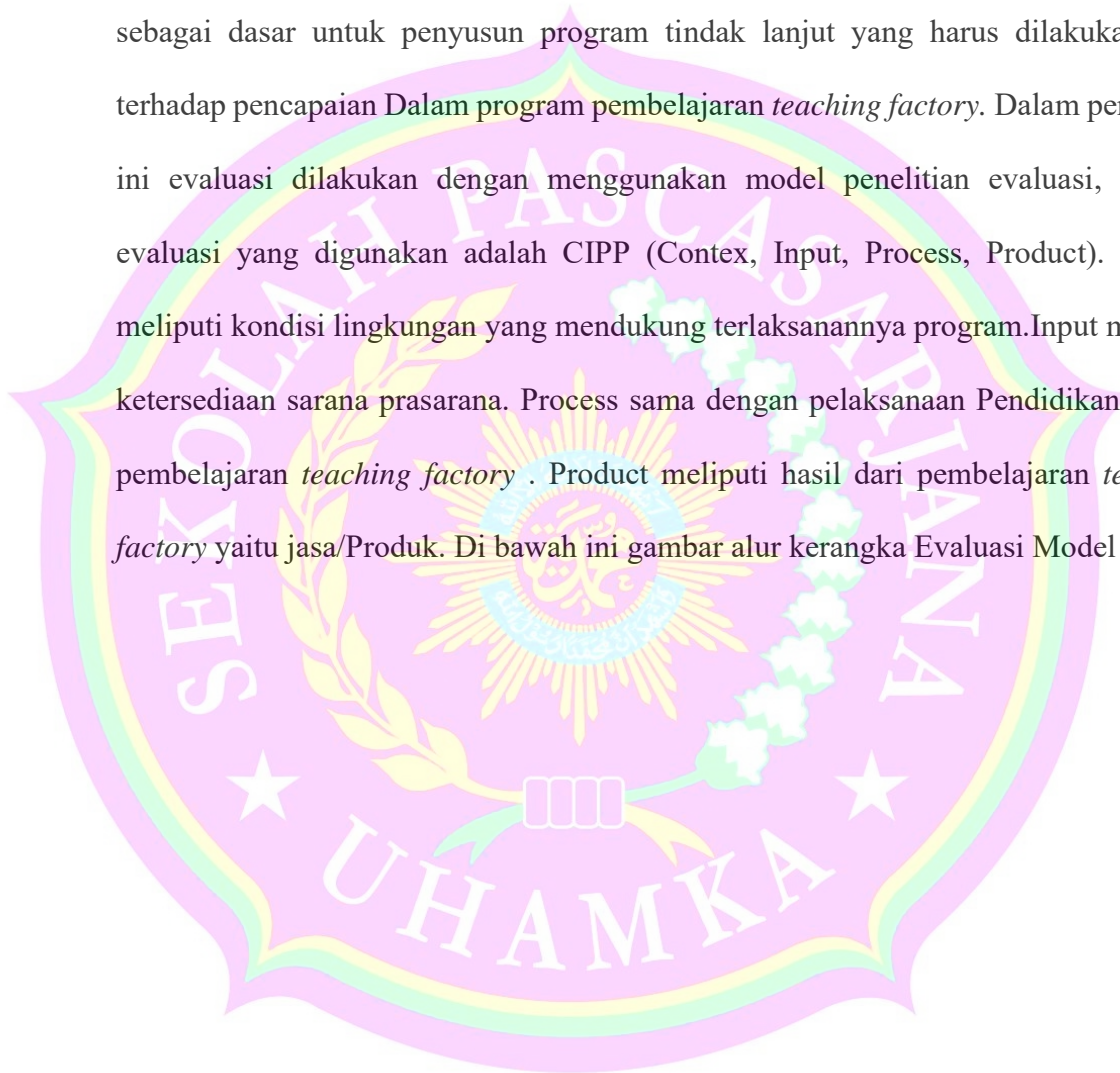 sebagai dasar untuk penyusun program tindak lanjut yang harus dilakuka
terhadap pencapaian Dalam program pembelajaran teaching factory. Dalam pe
ini evaluasi dilakukan dengan menggunakan model penelitian evaluasi,
evaluasi yang digunakan adalah CIPP (Contex, Input, Process, Product).
meliputi kondisi lingkungan yang mendukung terlaksanannya program.Input m
ketersediaan sarana prasarana. Process sama dengan pelaksanaan Pendidikan
pembelajaran teaching factory . Product meliputi hasil dari pembelajaran te
factory yaitu jasa/Produk. Di bawah ini gambar alur kerangka Evaluasi Model
SEKOLAH PASCASARJANA
UHAMKA